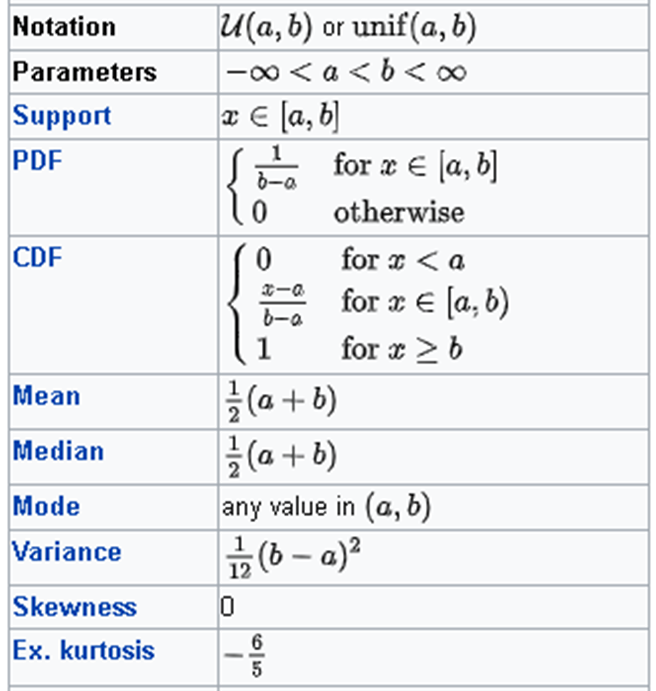 Notation U(a, b) or unif(a, b)
Parameters −∞ < a < b < ∞
Support x ∈ [a, b]
PDF { 1/(b−a) for x ∈ [a, b]
0 otherwise
CDF { 0 for x < a
(x−a)/(b−a) for x ∈ [a, b)
1 for x ≥ b
Mean 1/2(a + b)
Median 1/2(a + b)
Mode any value in (a, b)
Variance 1/12(b − a)²
Skewness 0
Ex. kurtosis −6/5